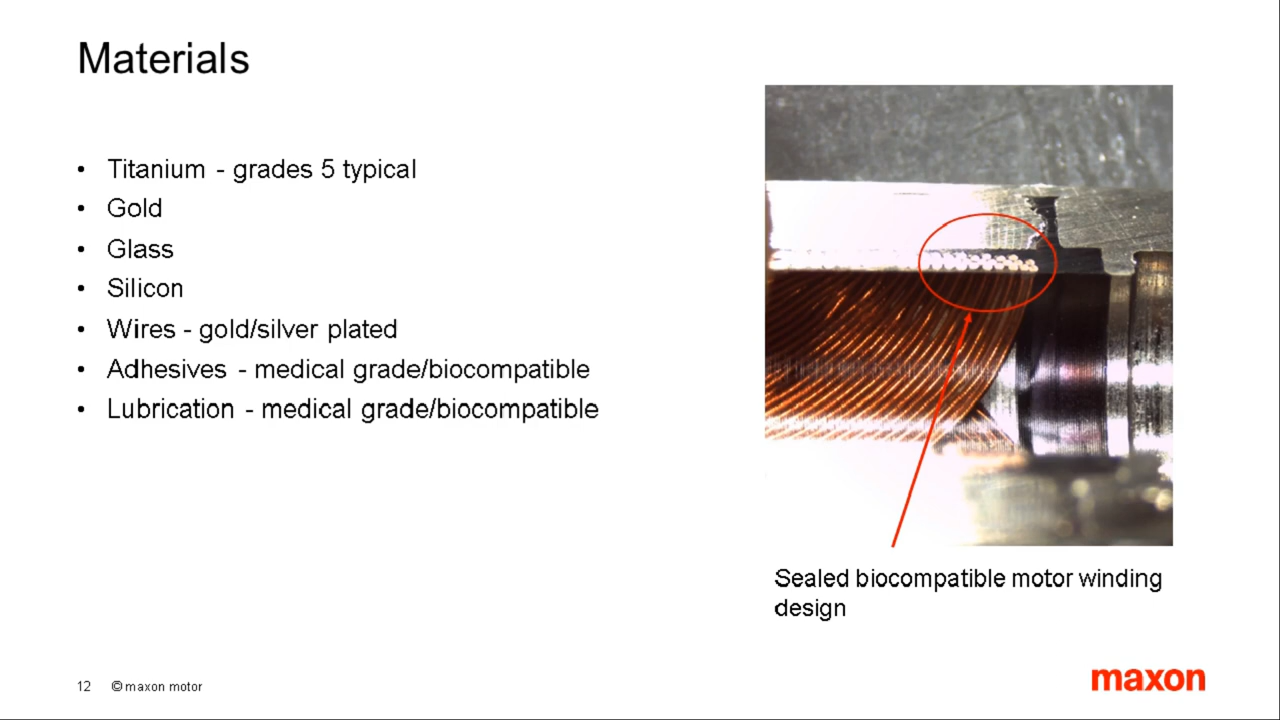 Materials
• Titanium - grades 5 typical
• Gold
• Glass
• Silicon
• Wires - gold/silver plated
• Adhesives - medical grade/biocompatible
• Lubrication - medical grade/biocompatible
Sealed biocompatible motor winding
design
12 © maxon motor
maxon